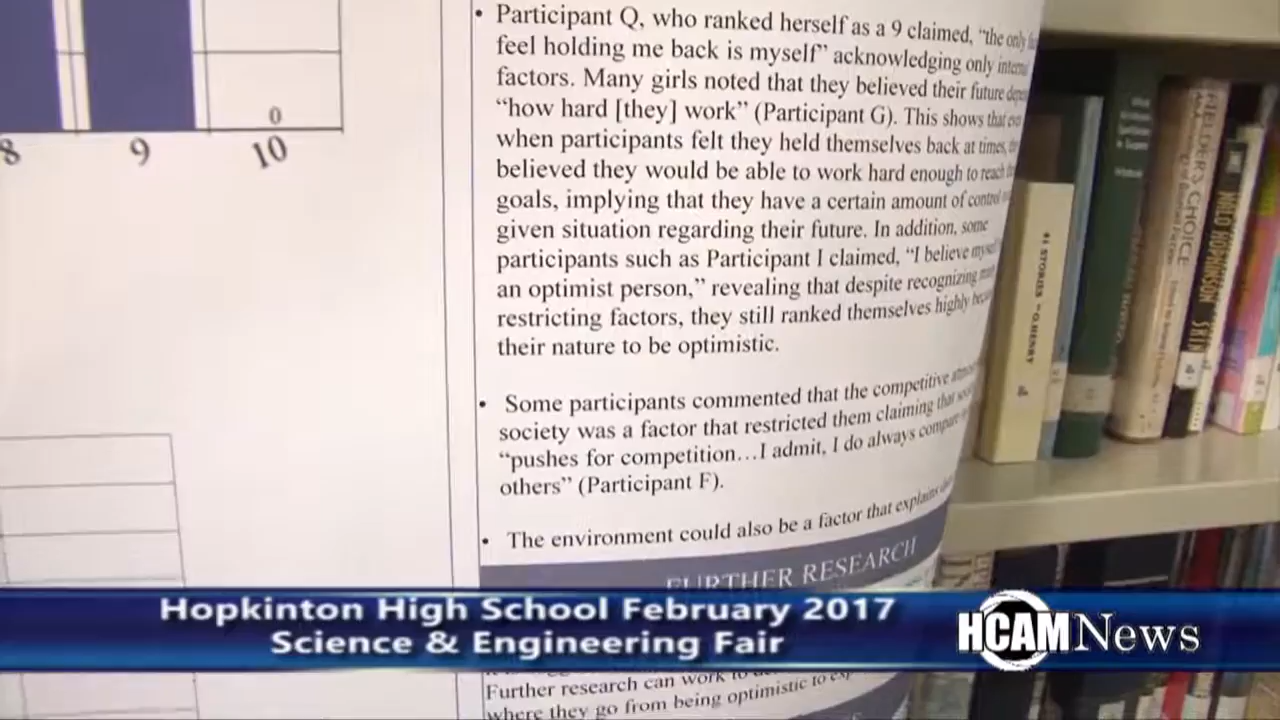 0
8 9 10
• Participant Q, who ranked herself as a 9 claimed, “the only
feel holding me back is myself” acknowledging only
factors. Many girls noted that they believed their future
“how hard [they] work” (Participant G). This shows that
when participants felt they held themselves back at times,
believed they would be able to work hard enough to reach
goals, implying that they have a certain amount of control
given situation regarding their future. In addition, some
participants such as Participant I claimed, “I believe
an optimist person,” revealing that despite recognizing
restricting factors, they still ranked themselves highly
their nature to be optimistic.
• Some participants commented that the competitive
society was a factor that restricted them claiming that
“pushes for competition…I admit, I do always compare
others” (Participant F).
• The environment could also be a factor that explains
FURTHER RESEARCH
Further research can work to
where they go from being optimistic to
41 STORIES • O. HENRY
FIELDER'S CHOICE
NALO HOPKINSON SKIN
Hopkinton High School February 2017
Science & Engineering Fair
HCAM News